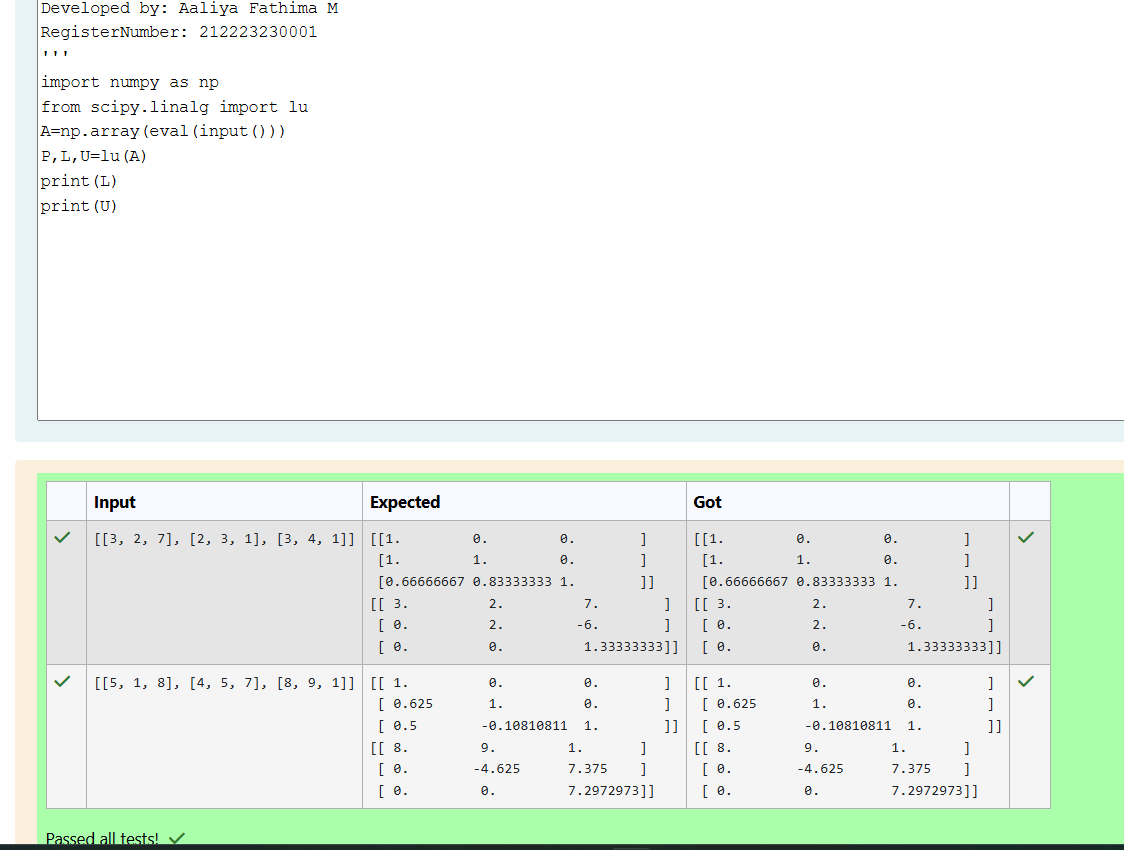 Developed by: Aaliya Fathima M
RegisterNumber: 212223230001
'''
import numpy as np
from scipy.linalg import lu
A=np.array(eval(input()))
P,L,U=lu(A)
print(L)
print(U)
Input Expected Got
[[3, 2, 7], [2, 3, 1], [3, 4, 1]] [[1. 0. 0. ] [[1. 0. 0. ]
[1. 1. 0. ] [1. 1. 0. ]
[0.66666667 0.83333333 1. ]] [0.66666667 0.83333333 1. ]]
[[ 3. 2. 7. ] [[ 3. 2. 7. ]
[ 0. 2. -6. ] [ 0. 2. -6. ]
[ 0. 0. 1.33333333]] [ 0. 0. 1.33333333]]
[[5, 1, 8], [4, 5, 7], [8, 9, 1]] [[ 1. 0. 0. ] [[ 1. 0. 0. ]
[ 0.625 1. 0. ] [ 0.625 1. 0. ]
[ 0.5 -0.10810811 1. ]] [ 0.5 -0.10810811 1. ]]
[[ 8. 9. 1. ] [[ 8. 9. 1. ]
[ 0. -4.625 7.375 ] [ 0. -4.625 7.375 ]
[ 0. 0. 7.2972973]] [ 0. 0. 7.2972973]]
Passed all tests!